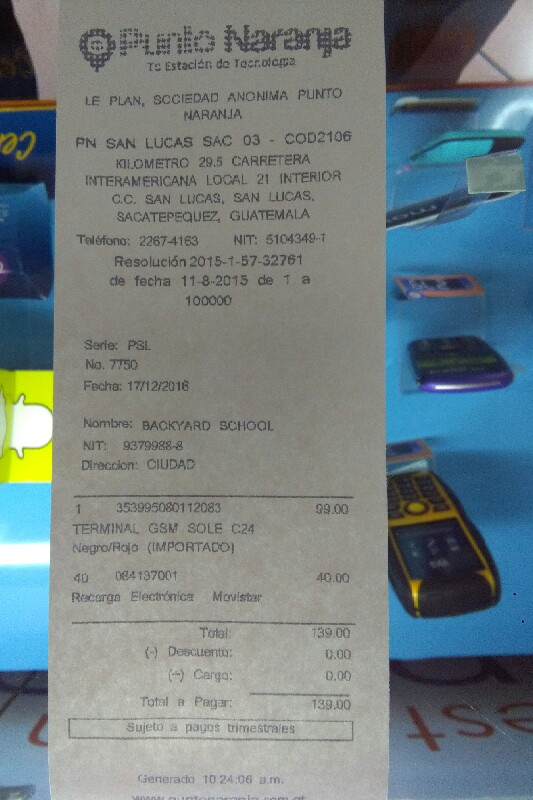 Punto Naranja
Tu Estación de Tecnología
LE PLAN, SOCIEDAD ANONIMA PUNTO
NARANJA
PN SAN LUCAS SAC 03 - COD2106
KILOMETRO 29.5 CARRETERA
INTERAMERICANA LOCAL 21 INTERIOR
C.C. SAN LUCAS, SAN LUCAS,
SACATEPEQUEZ, GUATEMALA
Teléfono: 2267-4163 NIT: 5104349-1
Resolución 2015-1-57-32761
de fecha 11-8-2015 de 1 a
100000
Serie: PSL
No. 7750
Fecha: 17/12/2016
Nombre: BACKYARD SCHOOL
NIT: 9379988-8
Direccion: CIUDAD
1 353995080112083 99.00
TERMINAL GSM SOLE C24
Negro/Rojo (IMPORTADO)
40 084137001 40.00
Recarga Electrónica Movistar
Total: 139.00
(-) Descuento: 0.00
(+) Cargo: 0.00
Total a Pagar: 139.00
Sujeto a pagos trimestrales
Generado 10:24:06 a.m.
www.puntonaranja.com.gt